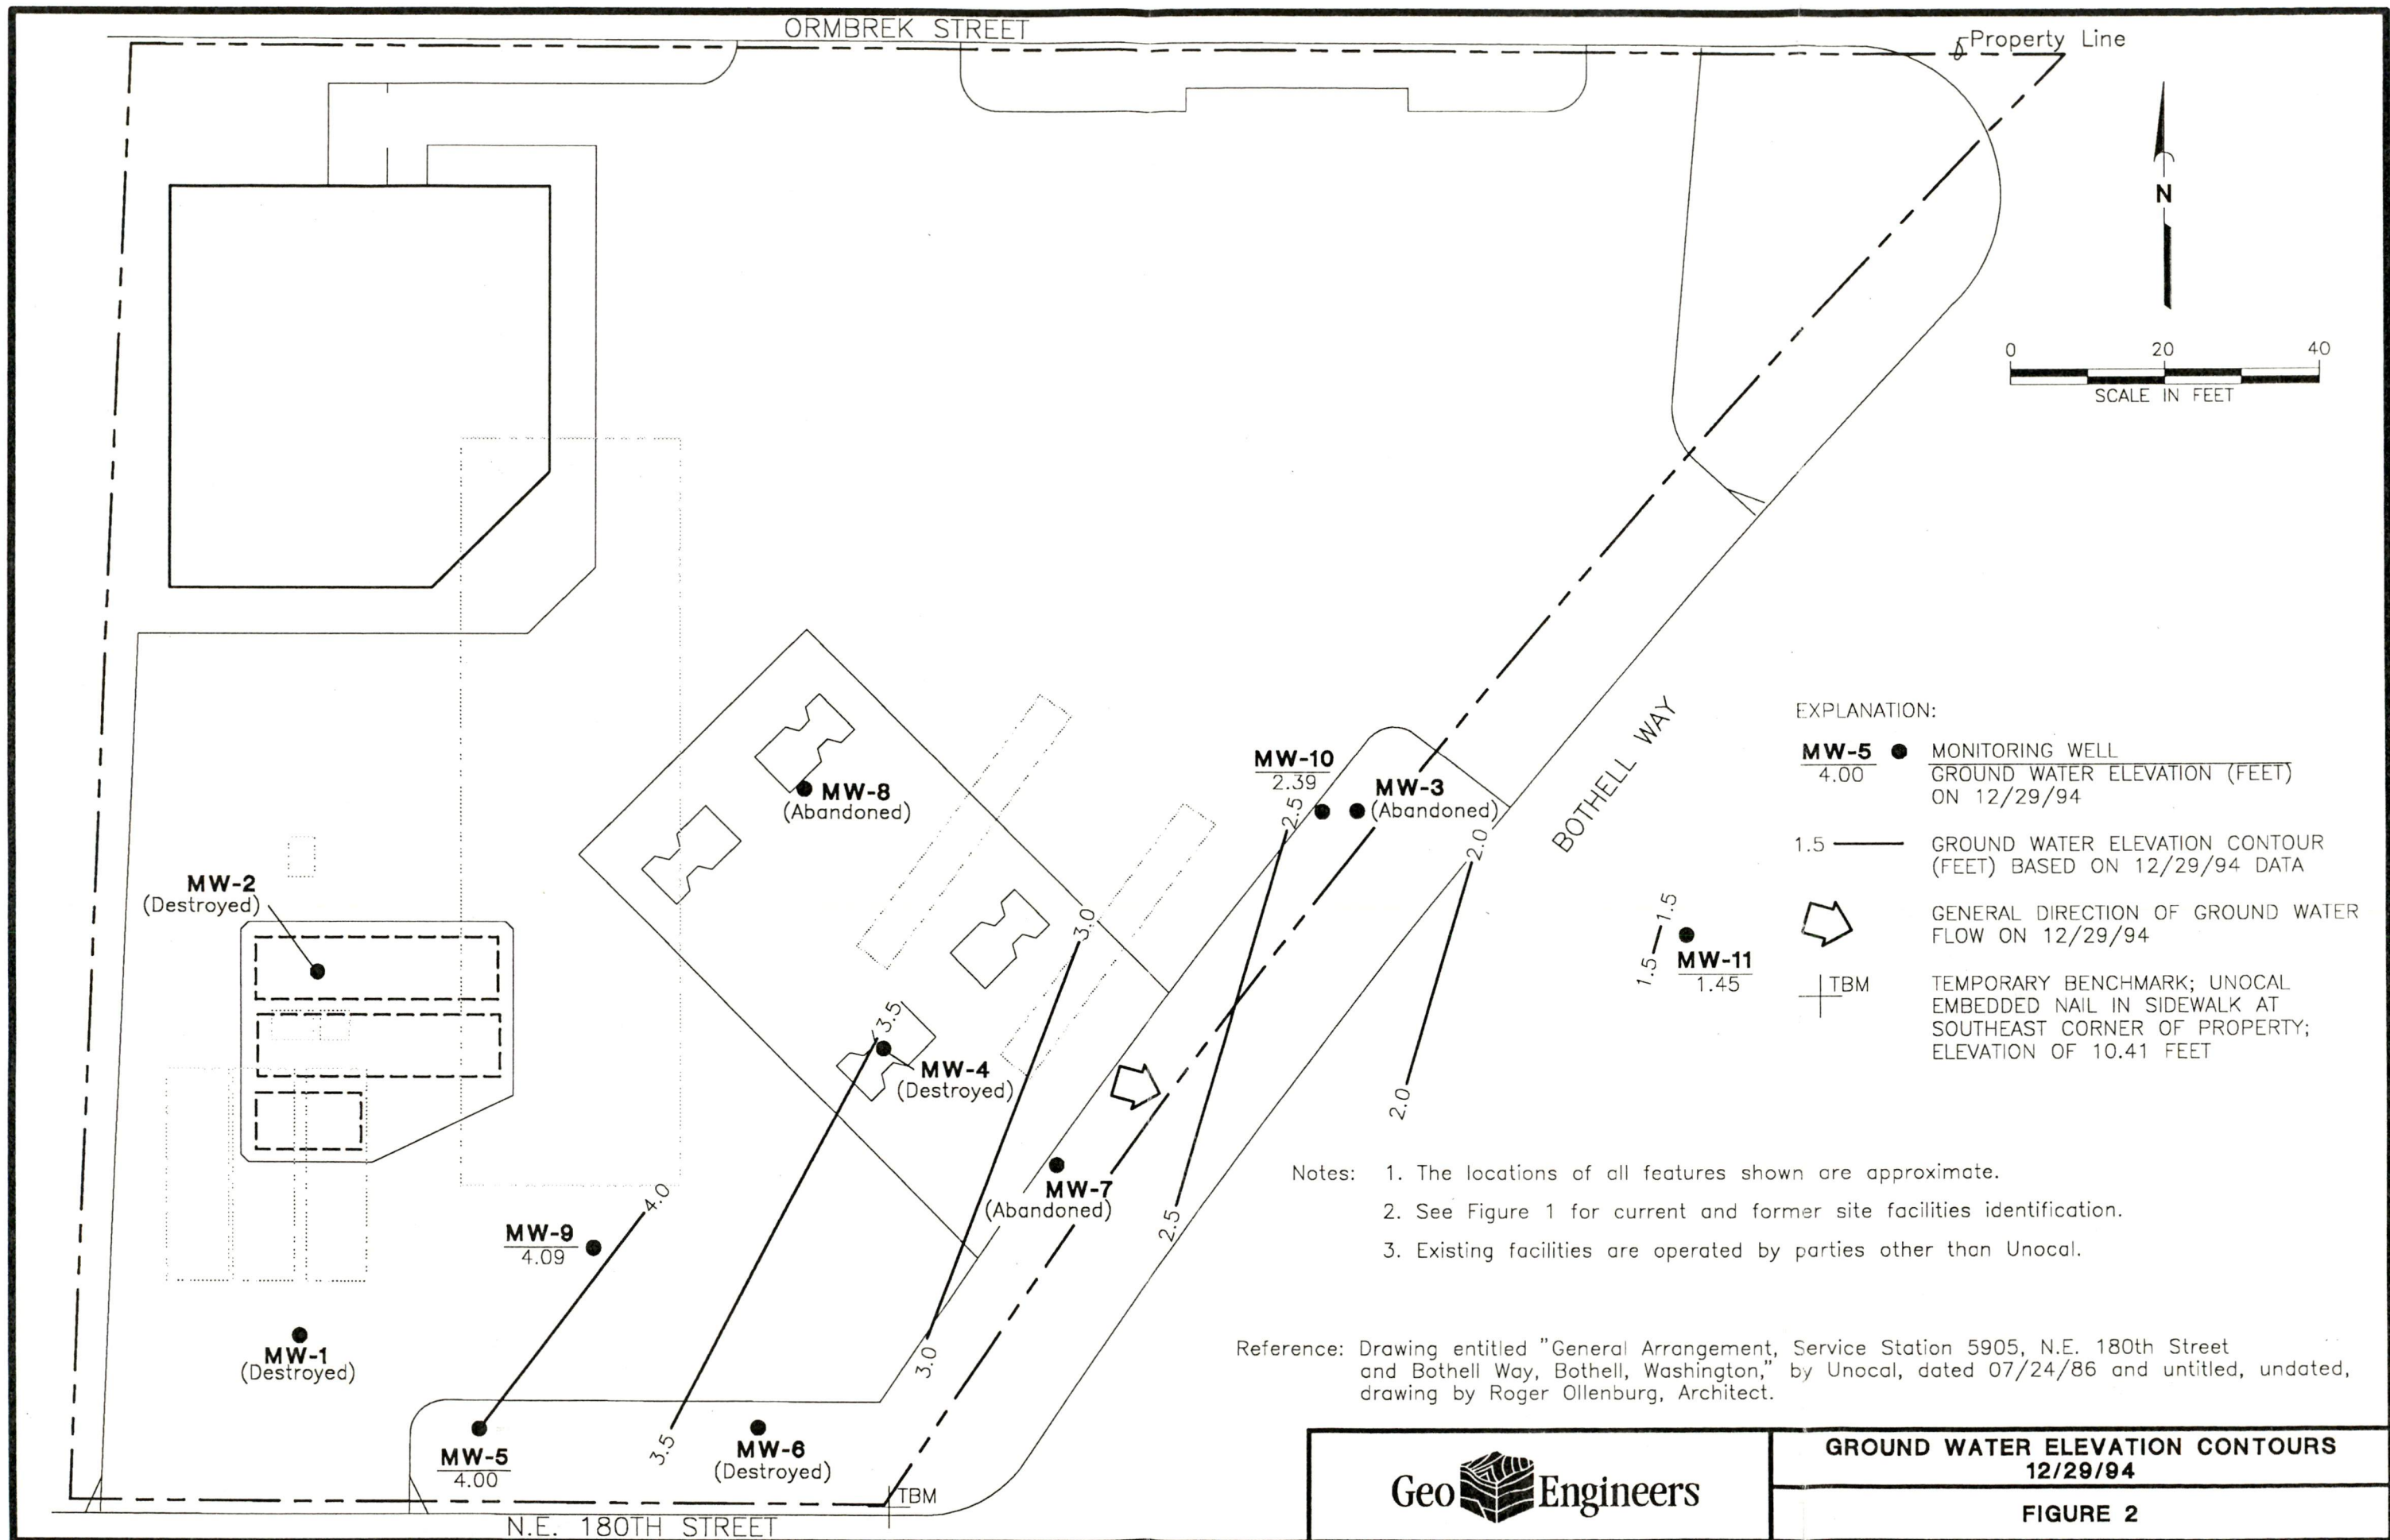 ORMBREK STREET
Property Line
N
0 20 40
SCALE IN FEET
MW-8
(Abandoned)
MW-2
(Destroyed)
MW-10
2.39
MW-3
(Abandoned)
2.5
2.0
BOTHELL WAY
3.0
3.5
MW-4
(Destroyed)
1.5
1.5
MW-11
1.45
2.0
MW-7
(Abandoned)
2.5
4.0
MW-9
4.09
MW-1
(Destroyed)
3.0
3.5
MW-5
4.00
MW-6
(Destroyed)
TBM
N.E. 180TH STREET
EXPLANATION:
MW-5
4.00
MONITORING WELL
GROUND WATER ELEVATION (FEET)
ON 12/29/94
1.5
GROUND WATER ELEVATION CONTOUR
(FEET) BASED ON 12/29/94 DATA
GENERAL DIRECTION OF GROUND WATER
FLOW ON 12/29/94
TBM
TEMPORARY BENCHMARK; UNOCAL
EMBEDDED NAIL IN SIDEWALK AT
SOUTHEAST CORNER OF PROPERTY;
ELEVATION OF 10.41 FEET
Notes: 1. The locations of all features shown are approximate.
2. See Figure 1 for current and former site facilities identification.
3. Existing facilities are operated by parties other than Unocal.
Reference: Drawing entitled "General Arrangement, Service Station 5905, N.E. 180th Street
and Bothell Way, Bothell, Washington," by Unocal, dated 07/24/86 and untitled, undated,
drawing by Roger Ollenburg, Architect.
Geo Engineers
GROUND WATER ELEVATION CONTOURS
12/29/94
FIGURE 2